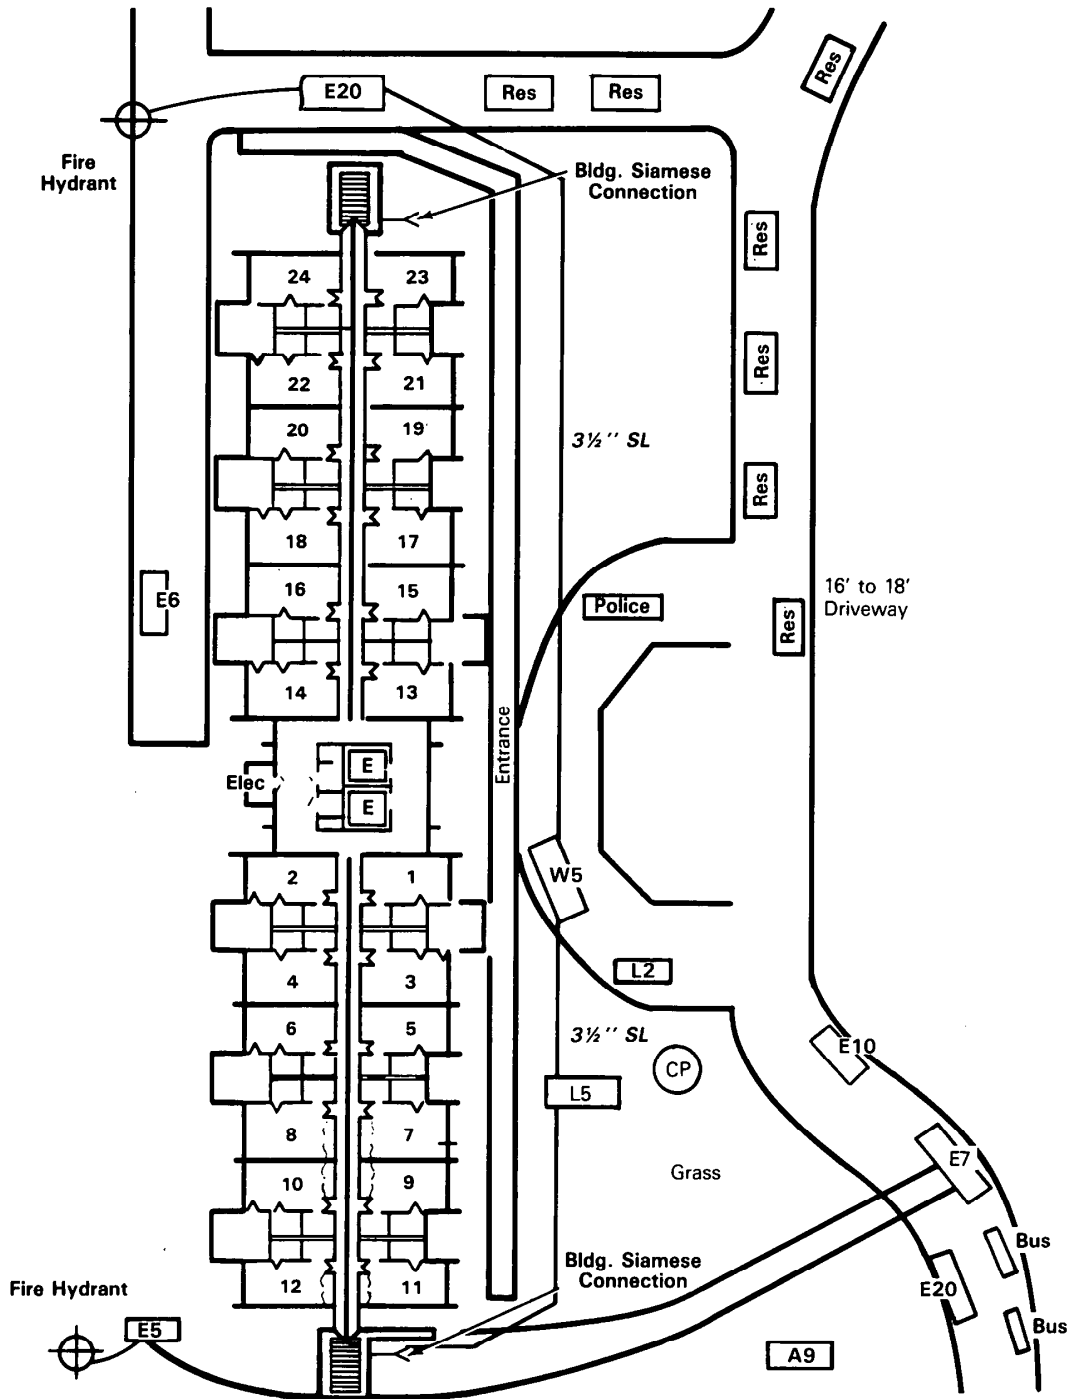 E20
Res
Res
Res
Fire
Hydrant
Bldg. Siamese
Connection
Res
24
23
Res
22
21
20
19
3½'' SL
Res
18
17
16
15
E6
Police
Res
16' to 18'
Driveway
14
13
Entrance
E
Elec
E
2
1
W5
4
3
L2
6
5
3½'' SL
E10
CP
L5
8
7
E7
10
9
Grass
Bus
Bldg. Siamese
Connection
12
11
Fire Hydrant
E20
Bus
E5
A9